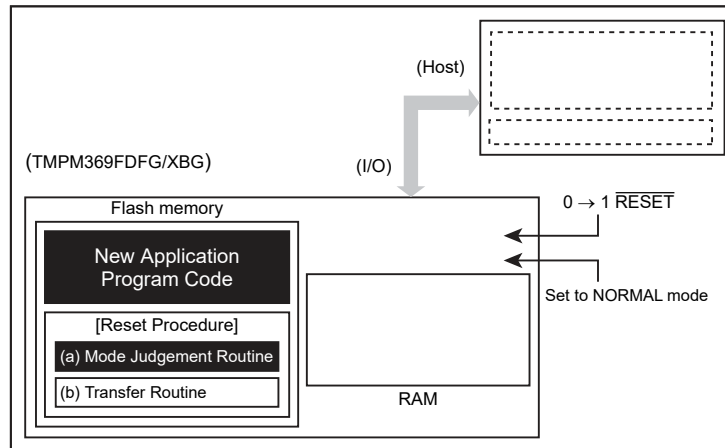 (Host)
(TMPM369FDFG/XBG)
(I/O)
Flash memory
0 → 1 RESET
New Application
Program Code
Set to NORMAL mode
[Reset Procedure]
(a) Mode Judgement Routine
(b) Transfer Routine
RAM